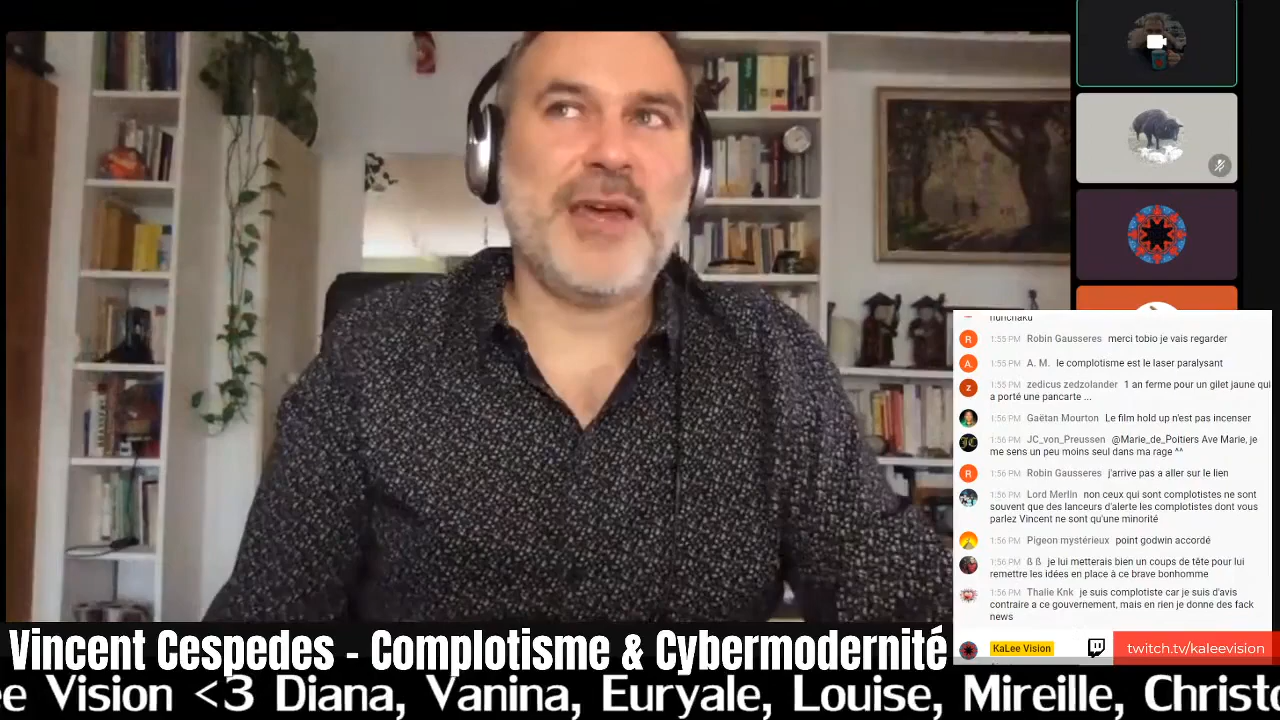 nunchaku
R. 1:55 PM Robin Gausseres merci tobio je vais regarder
A. 1:55 PM A. M. le complotisme est le laser paralysant
z 1:55 PM zedicus zedzolander 1 an ferme pour un gilet jaune qui
a porté une pancarte ...
1:56 PM Gaëtan Mourton Le film hold up n'est pas incenser
1:56 PM JC_von_Preussen @Marie_de_Poitiers Ave Marie, je
me sens un peu moins seul dans ma rage ^^
R 1:56 PM Robin Gausseres j'arrive pas a aller sur le lien
1:56 PM Lord Merlin non ceux qui sont complotistes ne sont
souvent que des lanceurs d'alerte les complotistes dont vous
parlez Vincent ne sont qu'une minorité
1:56 PM Pigeon mystérieux point godwin accordé
1:56 PM ß ß je lui metterais bien un coups de tête pour lui
remettre les idées en place à ce brave bonhomme
1:56 PM Thalie Knk je suis complotiste car je suis d'avis
contraire a ce gouvernement, mais en rien je donne des fack
news
KaLee Vision
twitch.tv/kaleevision
Vincent Cespedes - Complotisme & Cybermodernité
ee Vision <3 Diana, Vanina, Euryale, Louise, Mireille, Christo